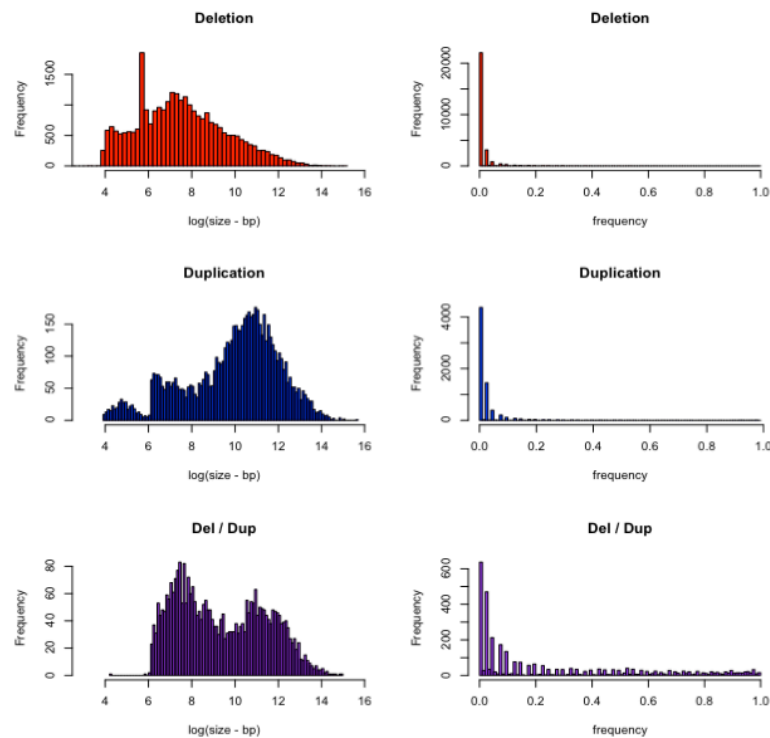 Deletion
Frequency
0 500 1500
4 6 8 10 12 14 16
log(size - bp)
Deletion
Frequency
0 10000 20000
0.0 0.2 0.4 0.6 0.8 1.0
frequency
Duplication
Frequency
0 50 100 150
4 6 8 10 12 14 16
log(size - bp)
Duplication
Frequency
0 2000 4000
0.0 0.2 0.4 0.6 0.8 1.0
frequency
Del / Dup
Frequency
0 20 40 60 80
4 6 8 10 12 14 16
log(size - bp)
Del / Dup
Frequency
0 200 400 600
0.0 0.2 0.4 0.6 0.8 1.0
frequency